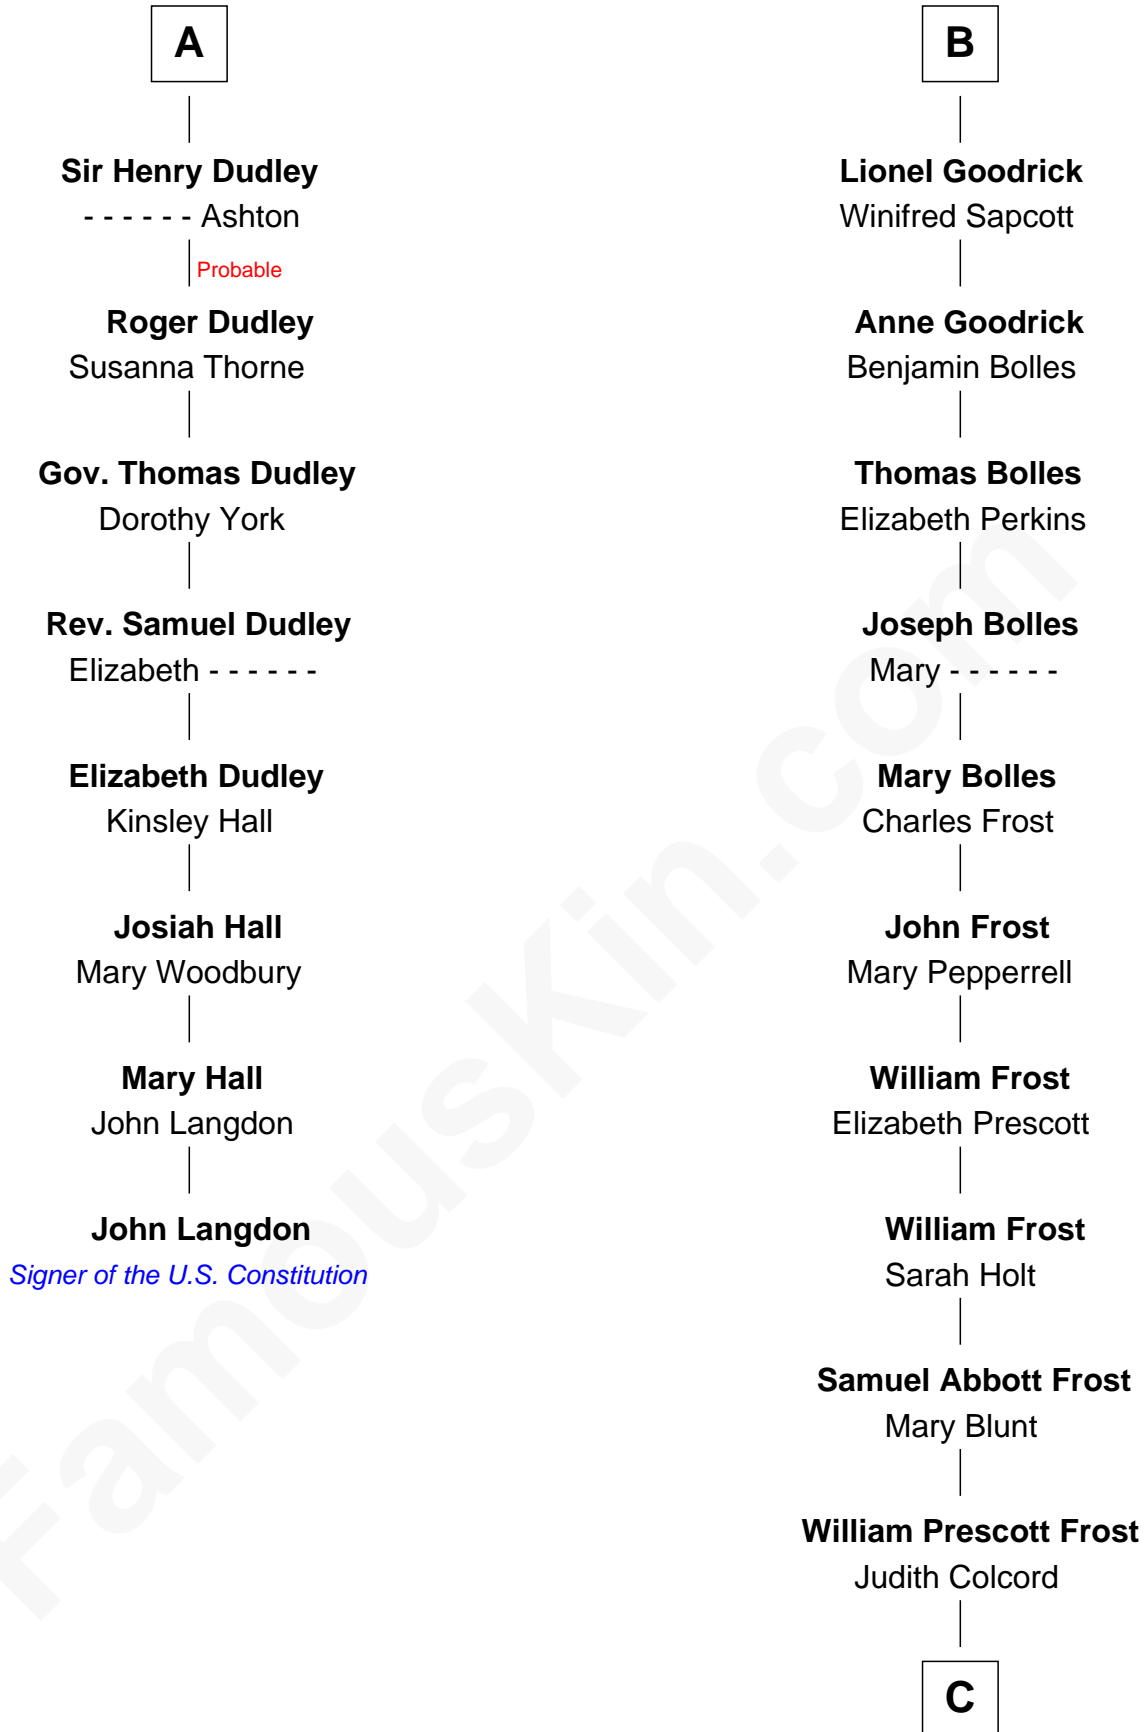 A
Sir Henry Dudley
- - - - - - Ashton
Probable
Roger Dudley
Susanna Thorne
Gov. Thomas Dudley
Dorothy York
Rev. Samuel Dudley
Elizabeth - - - - - -
Elizabeth Dudley
Kinsley Hall
Josiah Hall
Mary Woodbury
Mary Hall
John Langdon
John Langdon
Signer of the U.S. Constitution
B
Lionel Goodrick
Winifred Sapcott
Anne Goodrick
Benjamin Bolles
Thomas Bolles
Elizabeth Perkins
Joseph Bolles
Mary - - - - - -
Mary Bolles
Charles Frost
John Frost
Mary Pepperrell
William Frost
Elizabeth Prescott
William Frost
Sarah Holt
Samuel Abbott Frost
Mary Blunt
William Prescott Frost
Judith Colcord
C
FamousKin.com